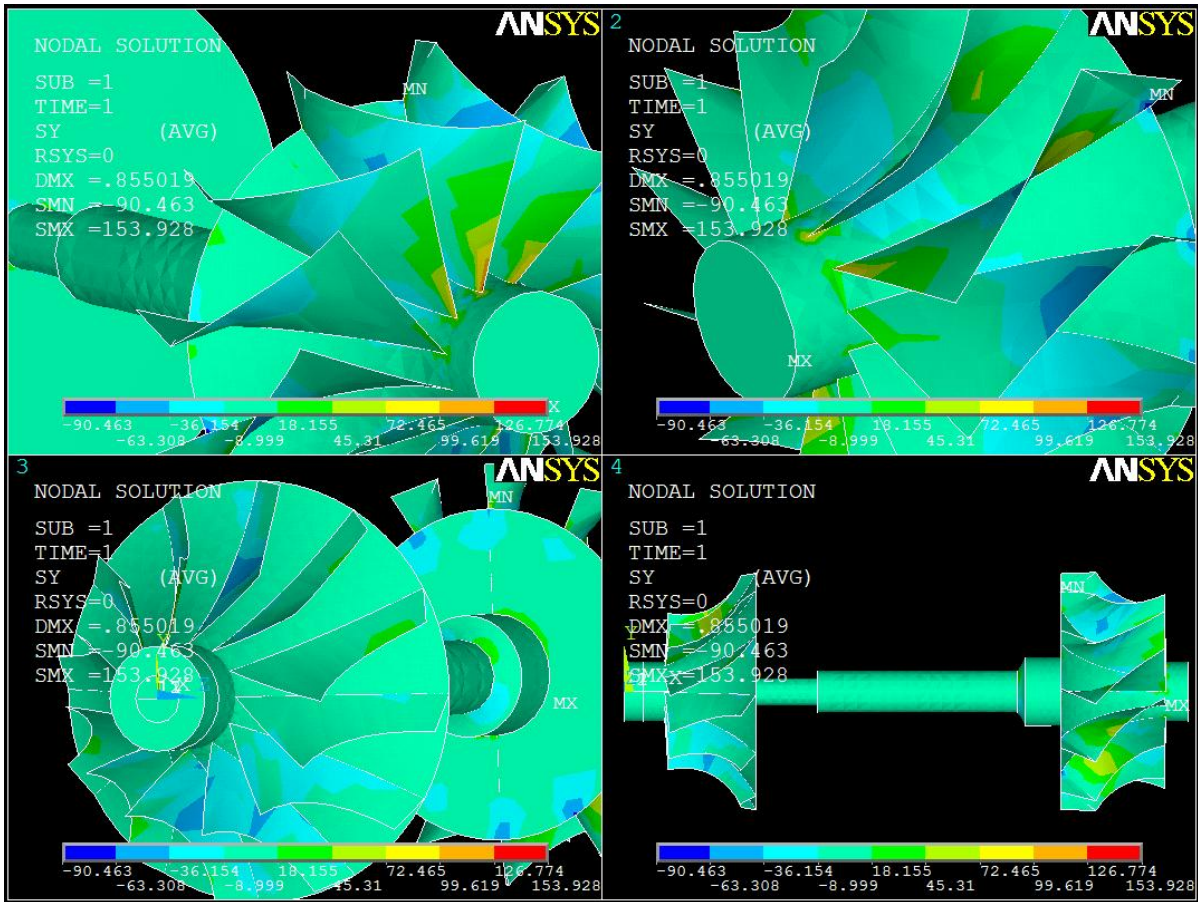 ANSYS
NODAL SOLUTION
SUB =1
TIME=1
SY (AVG)
RSYS=0
DMX =.855019
SMN =-90.463
SMX =153.928
MN
X
-90.463 -36.154 18.155 72.465 126.774
-63.308 -8.999 45.31 99.619 153.928
2
ANSYS
NODAL SOLUTION
SUB =1
TIME=1
SY (AVG)
RSYS=0
DMX =.855019
SMN =-90.463
SMX =153.928
MN
MX
-90.463 -36.154 18.155 72.465 126.774
-63.308 -8.999 45.31 99.619 153.928
3
ANSYS
NODAL SOLUTION
SUB =1
TIME=1
SY (AVG)
RSYS=0
DMX =.855019
SMN =-90.463
SMX =153.928
MN
Y
MX
-90.463 -36.154 18.155 72.465 126.774
-63.308 -8.999 45.31 99.619 153.928
4
ANSYS
NODAL SOLUTION
SUB =1
TIME=1
SY (AVG)
RSYS=0
DMX =.855019
SMN =-90.463
SMX =153.928
MN
Y
X
MX
-90.463 -36.154 18.155 72.465 126.774
-63.308 -8.999 45.31 99.619 153.928